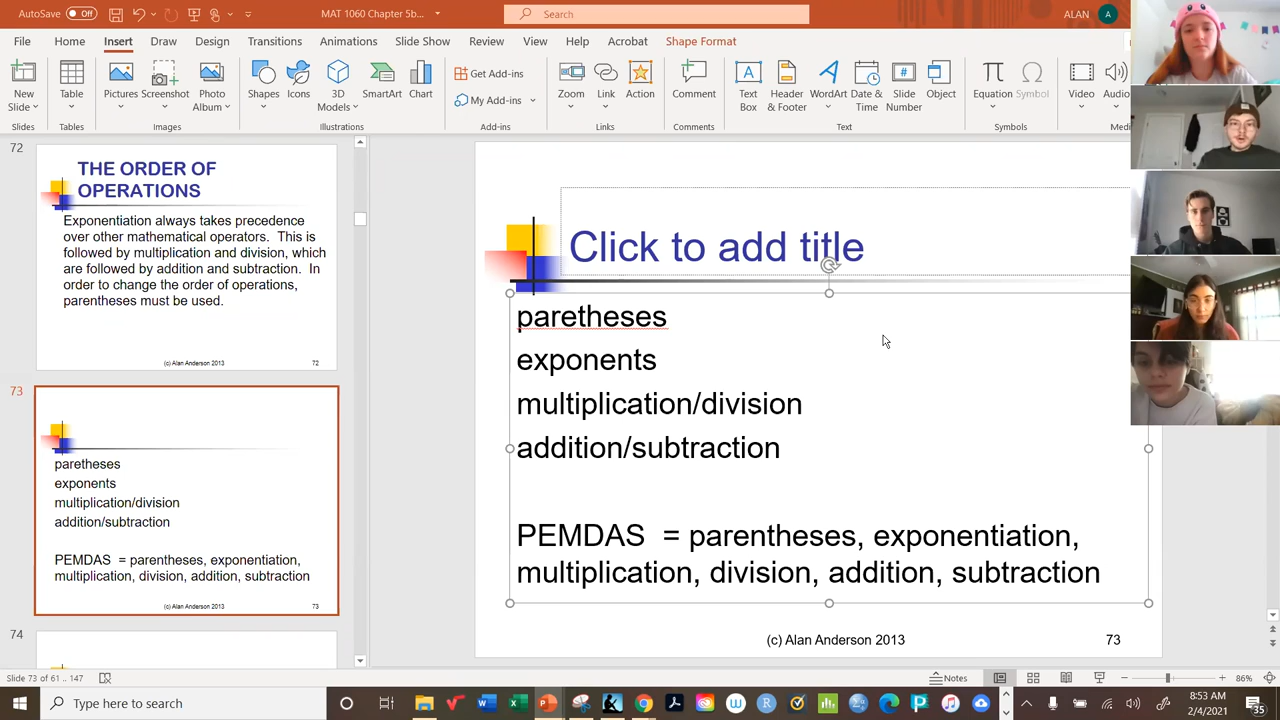 AutoSave Off
MAT 1060 Chapter 5b...
Search
ALAN A
File Home Insert Draw Design Transitions Animations Slide Show Review View Help Acrobat Shape Format
New Slide
Table
Pictures
Screenshot
Photo Album
Shapes
Icons
3D Models
SmartArt
Chart
Get Add-ins
My Add-ins
Zoom
Link
Action
Comment
Text Box
Header & Footer
WordArt
Date & Time
Slide Number
Object
Equation
Symbol
Video
Audio
Slides Tables Images Illustrations Add-ins Links Comments Text Symbols Medi
72
THE ORDER OF
OPERATIONS
Exponentiation always takes precedence
over other mathematical operators. This is
followed by multiplication and division, which
are followed by addition and subtraction. In
order to change the order of operations,
parentheses must be used.
(c) Alan Anderson 2013 72
73
paretheses
exponents
multiplication/division
addition/subtraction
PEMDAS = parentheses, exponentiation,
multiplication, division, addition, subtraction
(c) Alan Anderson 2013 73
74
Click to add title
paretheses
exponents
multiplication/division
addition/subtraction
PEMDAS = parentheses, exponentiation,
multiplication, division, addition, subtraction
(c) Alan Anderson 2013 73
Slide 73 of 61 .. 147
Notes
86%
Type here to search
8:53 AM
2/4/2021
35